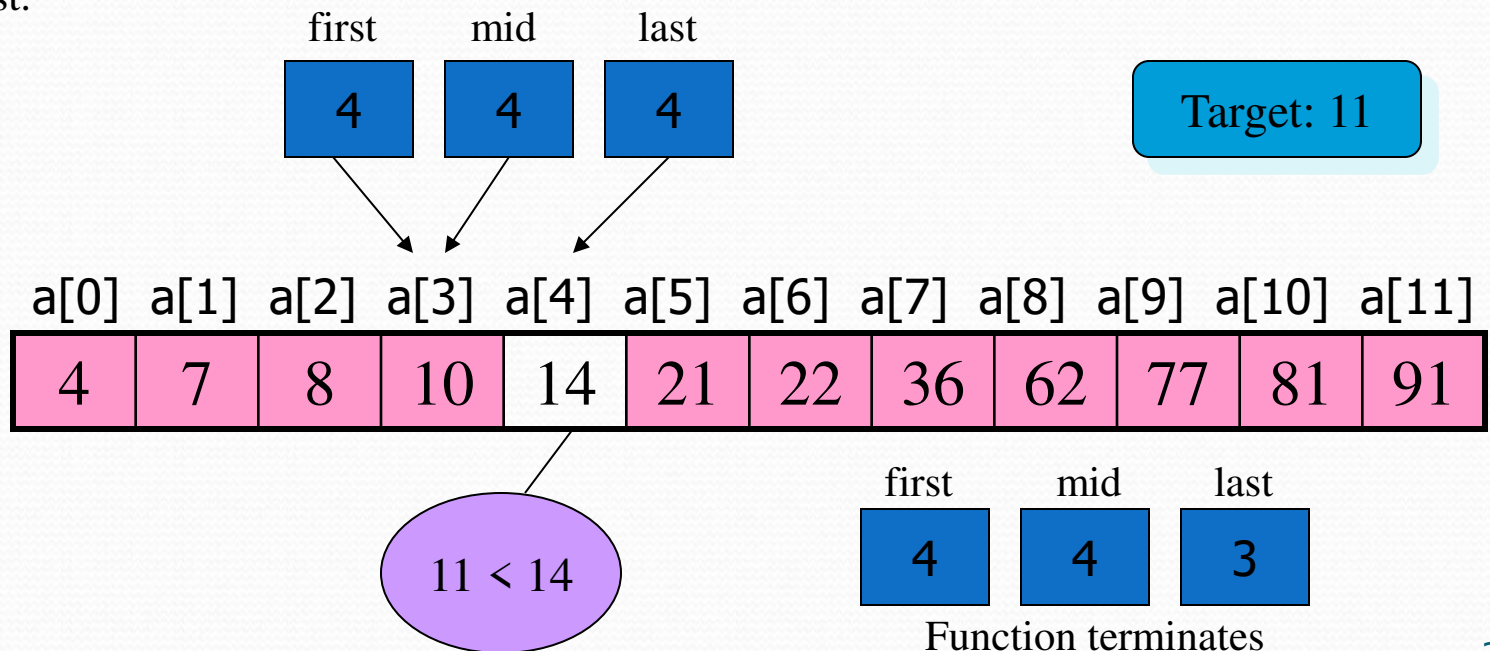 first mid last
4 4 4
Target: 11
a[0] a[1] a[2] a[3] a[4] a[5] a[6] a[7] a[8] a[9] a[10] a[11]
4 7 8 10 14 21 22 36 62 77 81 91
11 < 14
first mid last
4 4 3
Function terminates